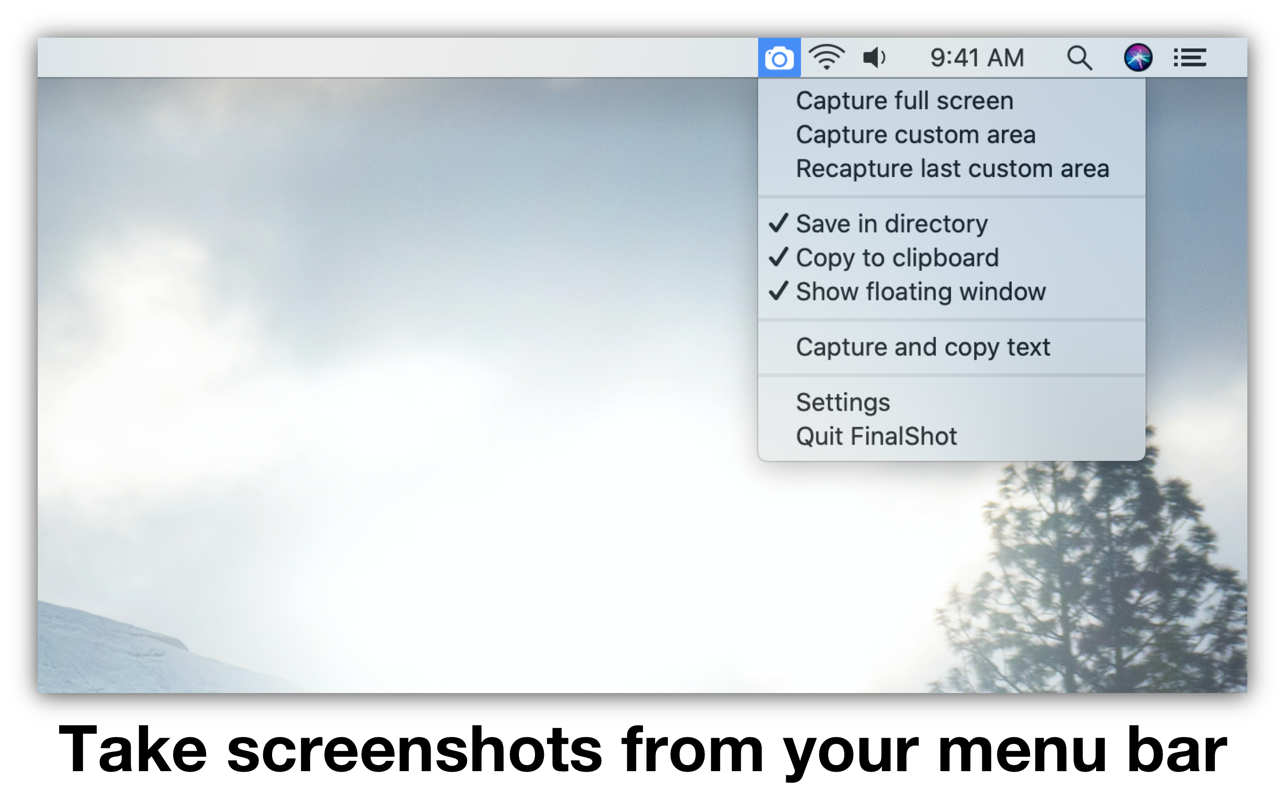 9:41 AM
Capture full screen
Capture custom area
Recapture last custom area
Save in directory
Copy to clipboard
Show floating window
Capture and copy text
Settings
Quit FinalShot
Take screenshots from your menu bar